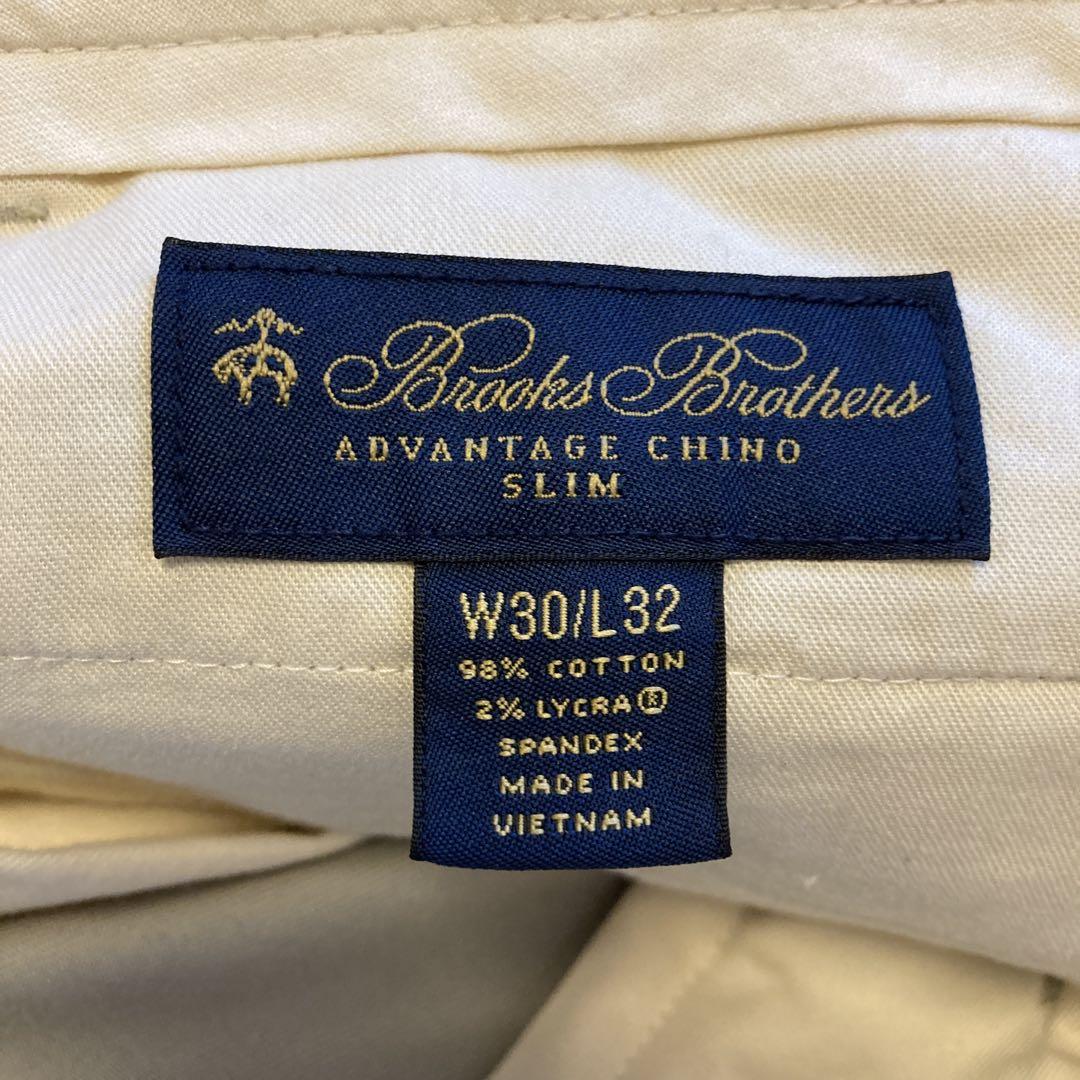 Brooks Brothers
ADVANTAGE CHINO
SLIM
W30/L32
98% COTTON
2% LYCRA®
SPANDEX
MADE IN
VIETNAM